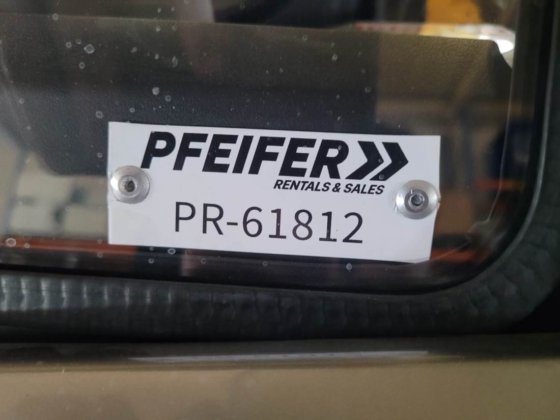 PFEIFER
RENTALS & SALES
PR-61812